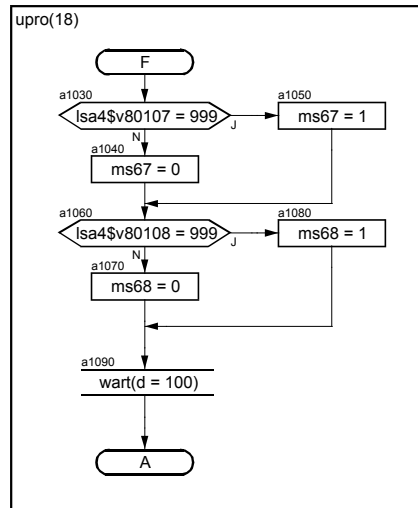 upro(18)
F
a1030
lsa4$v80107 = 999
J
N
a1050
ms67 = 1
a1040
ms67 = 0
a1060
lsa4$v80108 = 999
J
N
a1080
ms68 = 1
a1070
ms68 = 0
a1090
wart(d = 100)
A